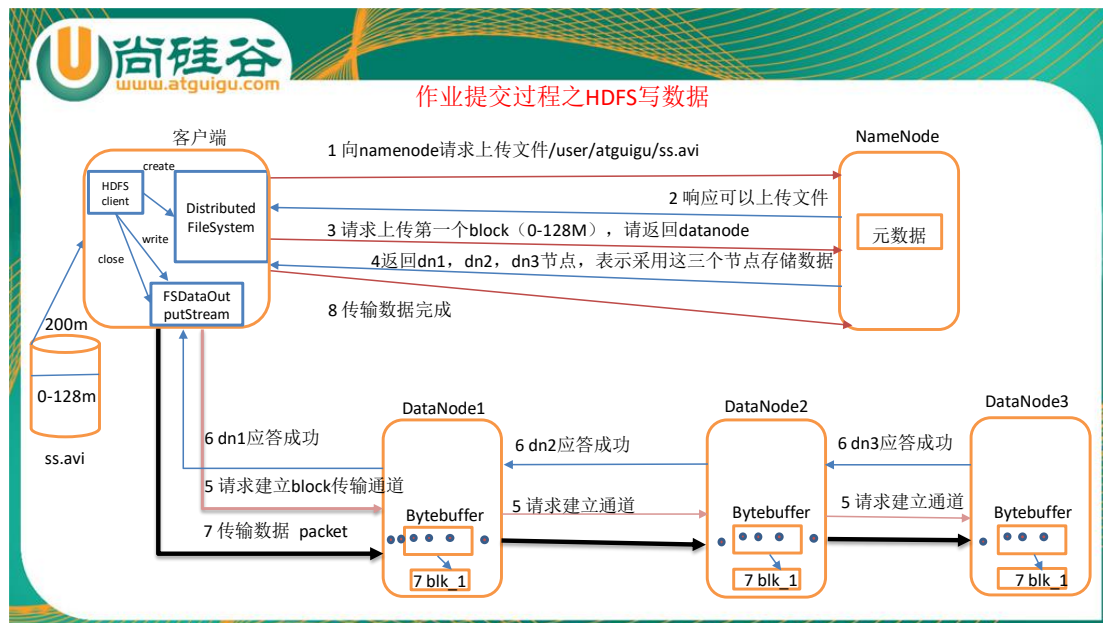 U尚硅谷
www.atguigu.com
作业提交过程之HDFS写数据
客户端
NameNode
1 向namenode请求上传文件/user/atguigu/ss.avi
create
HDFS
client
Distributed
FileSystem
2 响应可以上传文件
元数据
3 请求上传第一个block（0-128M），请返回datanode
write
close
4返回dn1，dn2，dn3节点，表示采用这三个节点存储数据
FSDataOut
putStream
8 传输数据完成
200m
0-128m
ss.avi
DataNode1
DataNode2
DataNode3
6 dn1应答成功
6 dn2应答成功
6 dn3应答成功
5 请求建立block传输通道
5 请求建立通道
5 请求建立通道
7 传输数据 packet
Bytebuffer
Bytebuffer
Bytebuffer
7 blk_1
7 blk_1
7 blk_1